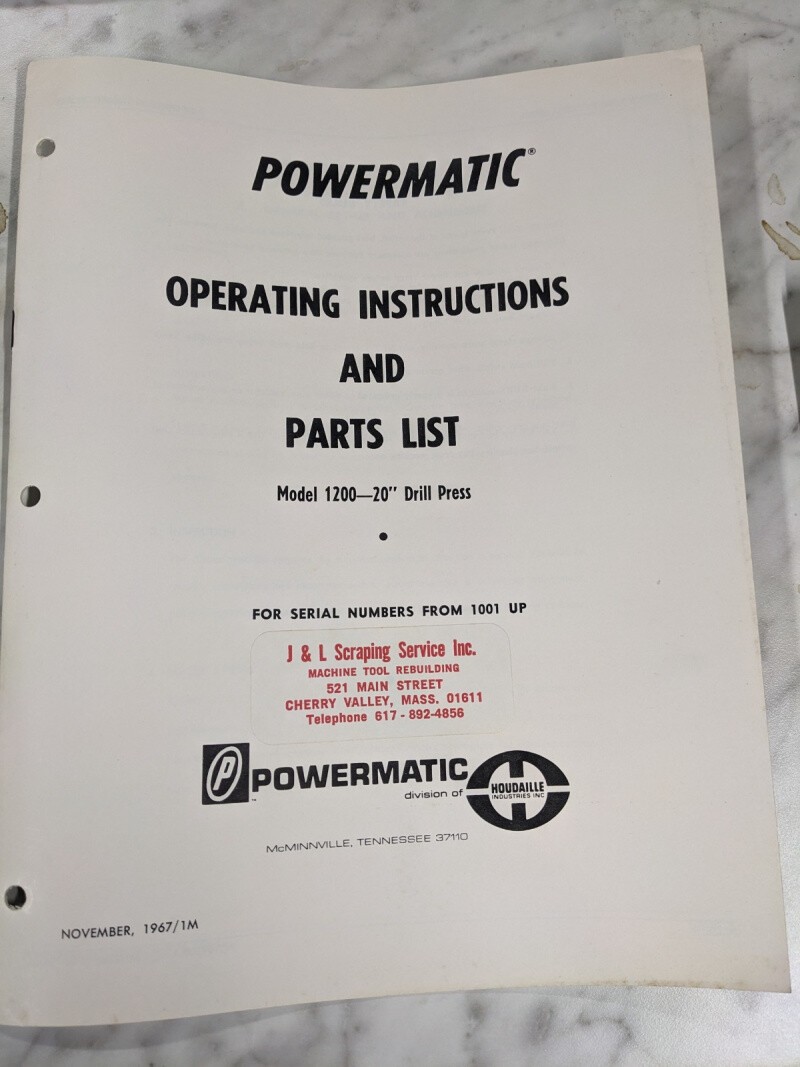 POWERMATIC®
OPERATING INSTRUCTIONS
AND
PARTS LIST
Model 1200—20" Drill Press
FOR SERIAL NUMBERS FROM 1001 UP
J & L Scraping Service Inc.
MACHINE TOOL REBUILDING
521 MAIN STREET
CHERRY VALLEY, MASS. 01611
Telephone 617 - 892-4856
P POWERMATIC
TM
division of
HOUDAILLE
INDUSTRIES INC
McMINNVILLE, TENNESSEE 37110
NOVEMBER, 1967/1M